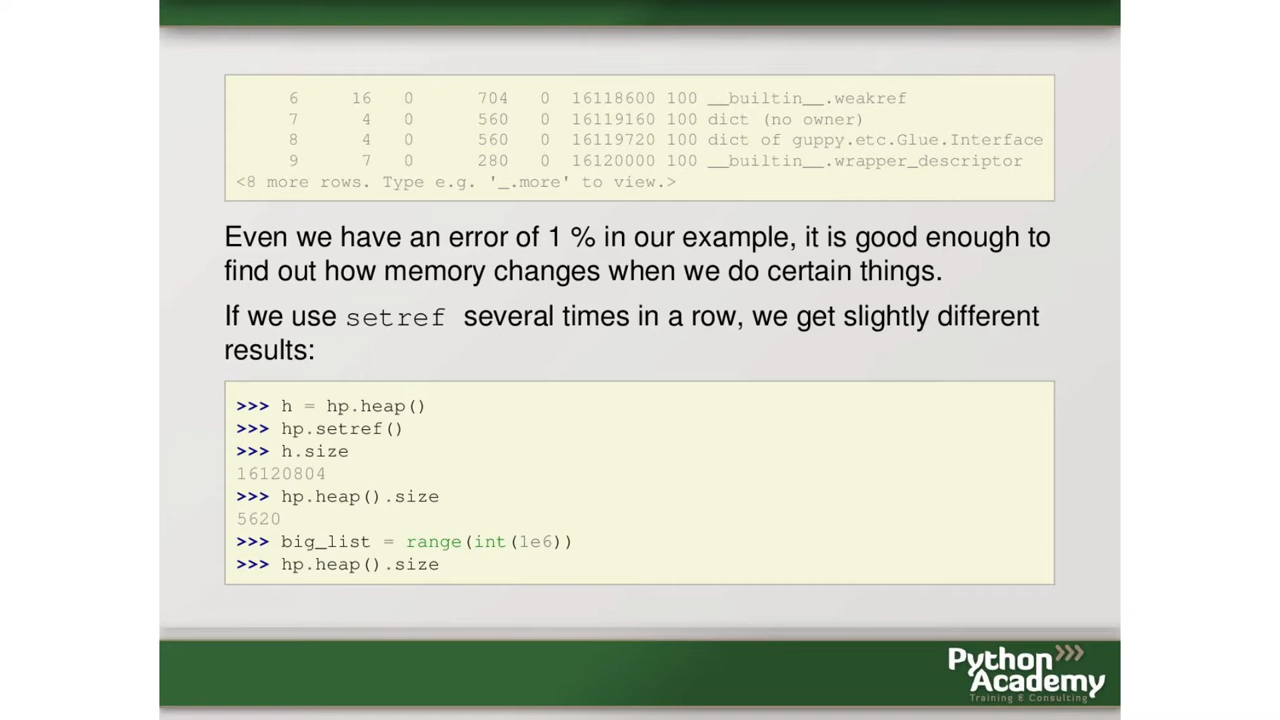 6 16 0 704 0 16118600 100 __builtin__.weakref
7 4 0 560 0 16119160 100 dict (no owner)
8 4 0 560 0 16119720 100 dict of guppy.etc.Glue.Interface
9 7 0 280 0 16120000 100 __builtin__.wrapper_descriptor
<8 more rows. Type e.g. '_.more' to view.>
Even we have an error of 1 % in our example, it is good enough to
find out how memory changes when we do certain things.
If we use setref several times in a row, we get slightly different
results:
>>> h = hp.heap()
>>> hp.setref()
>>> h.size
16120804
>>> hp.heap().size
5620
>>> big_list = range(int(1e6))
>>> hp.heap().size
Python
Academy
Training & Consulting